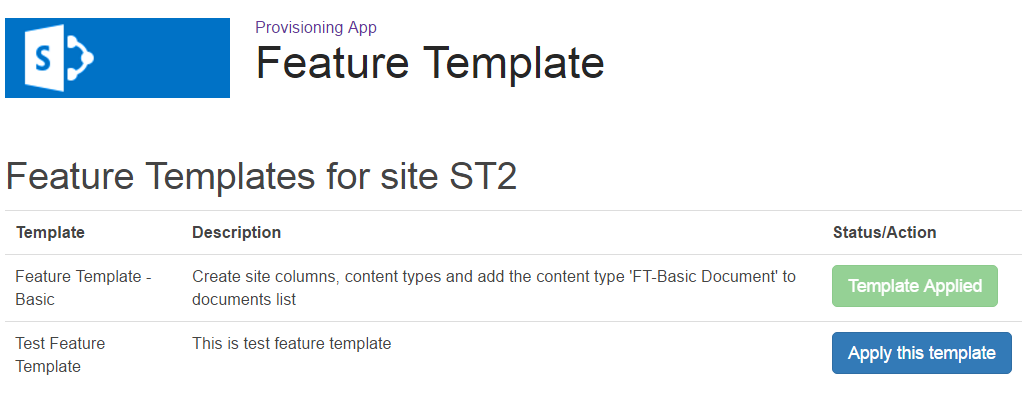 S
Provisioning App
Feature Template
Feature Templates for site ST2
Template Description Status/Action
Feature Template - Basic
Create site columns, content types and add the content type 'FT-Basic Document' to
documents list
Template Applied
Test Feature
Template
This is test feature template
Apply this template